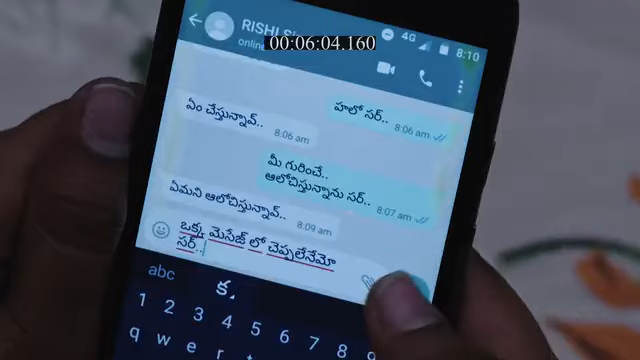 RISHI
online
00:06:04.160
4G
8:10
హలో సర్..
8:06 am
ఏం చేస్తున్నావ్..
8:06 am
మీ గురించే..
ఆలోచిస్తున్నాను సర్..
8:07 am
ఏమని ఆలోచిస్తున్నావ్..
8:09 am
ఒక్క మెసేజ్ లో చెప్పలేనేమో
సర్..
abc
క
1 2 3 4 5 6 7 8 9
q w e r t